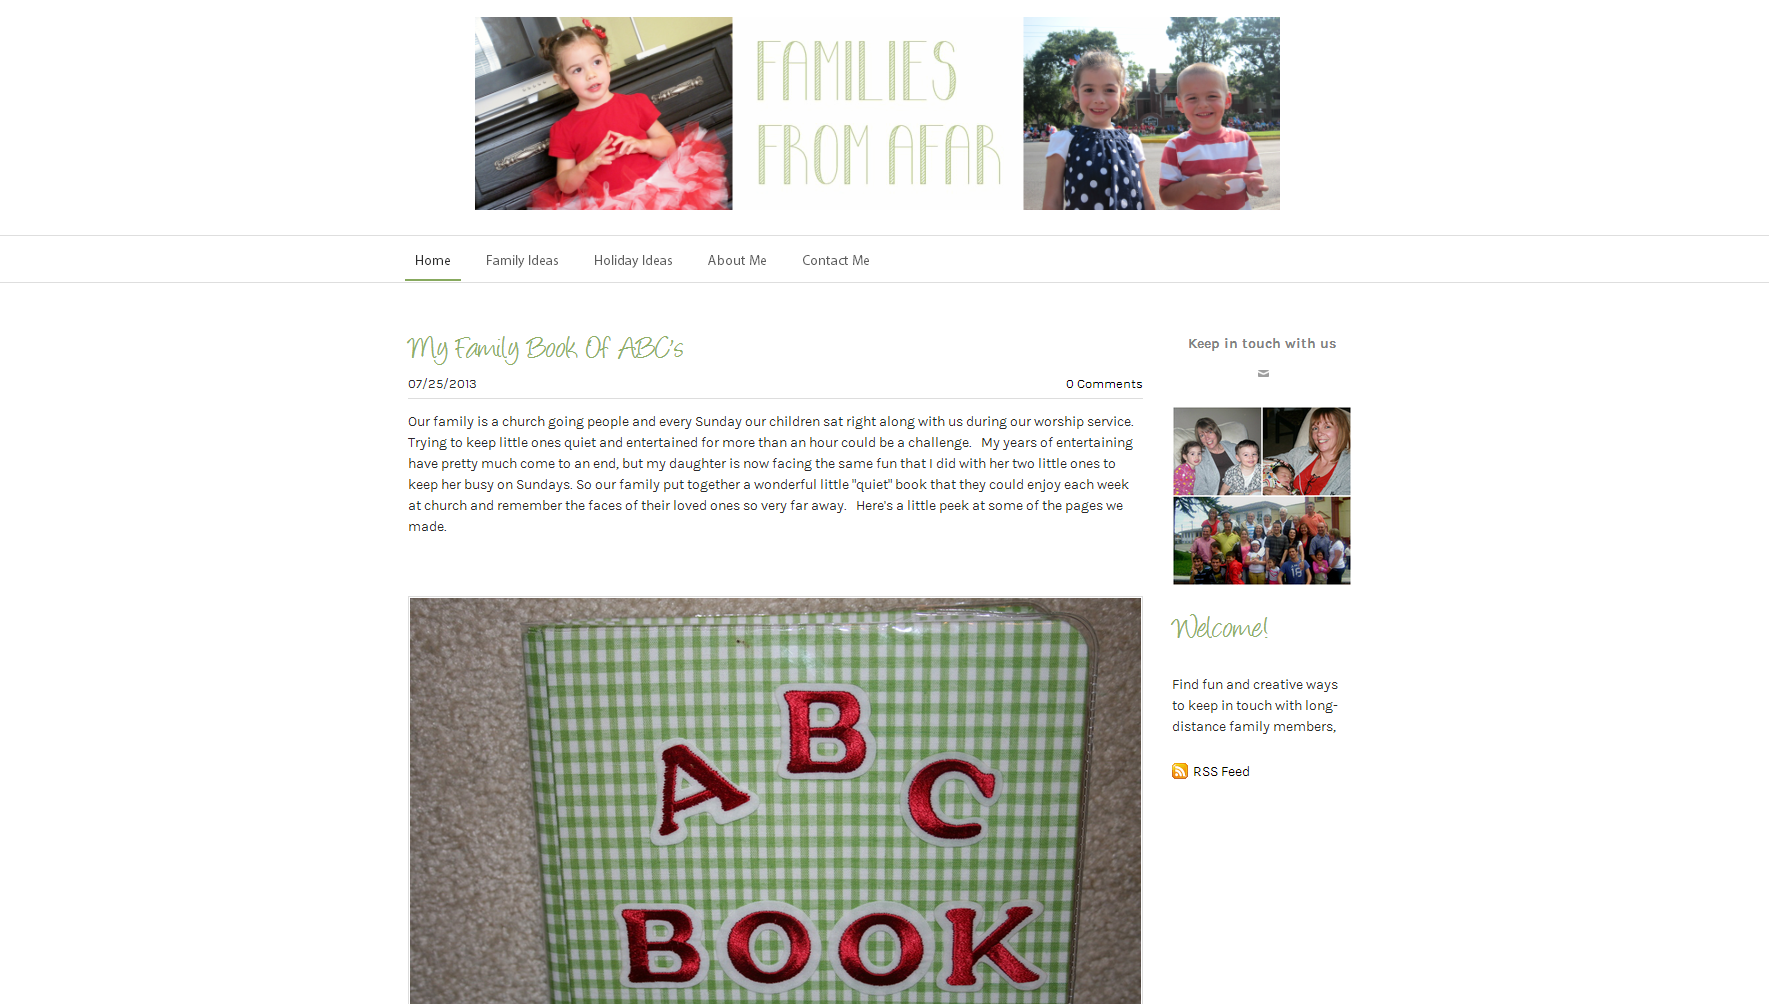 FAMILIES
FROM AFAR
Home
Family Ideas
Holiday Ideas
About Me
Contact Me
My Family Book Of ABC's
07/25/2013
0 Comments
Our family is a church going people and every Sunday our children sat right along with us during our worship service.
Trying to keep little ones quiet and entertained for more than an hour could be a challenge.   My years of entertaining
have pretty much come to an end, but my daughter is now facing the same fun that I did with her two little ones to
keep her busy on Sundays. So our family put together a wonderful little "quiet" book that they could enjoy each week
at church and remember the faces of their loved ones so very far away.   Here's a little peek at some of the pages we
made.
A B C
BOOK
Keep in touch with us
Welcome!
Find fun and creative ways
to keep in touch with long-
distance family members,
RSS Feed